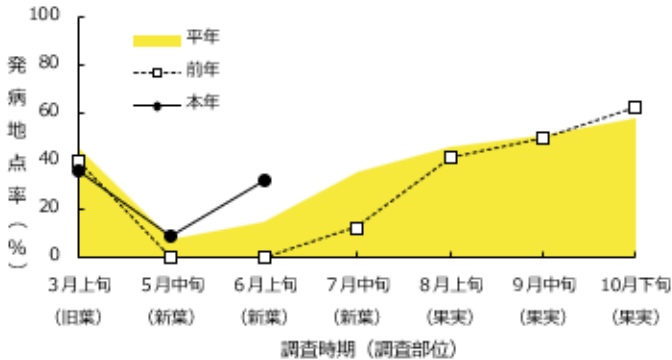 100
80
60
40
20
0
発病地点率(%)
平年
前年
本年
3月上旬 5月中旬 6月上旬 7月中旬 8月上旬 9月中旬 10月下旬
(旧葉) (新葉) (新葉) (新葉) (果実) (果実) (果実)
調査時期（調査部位）